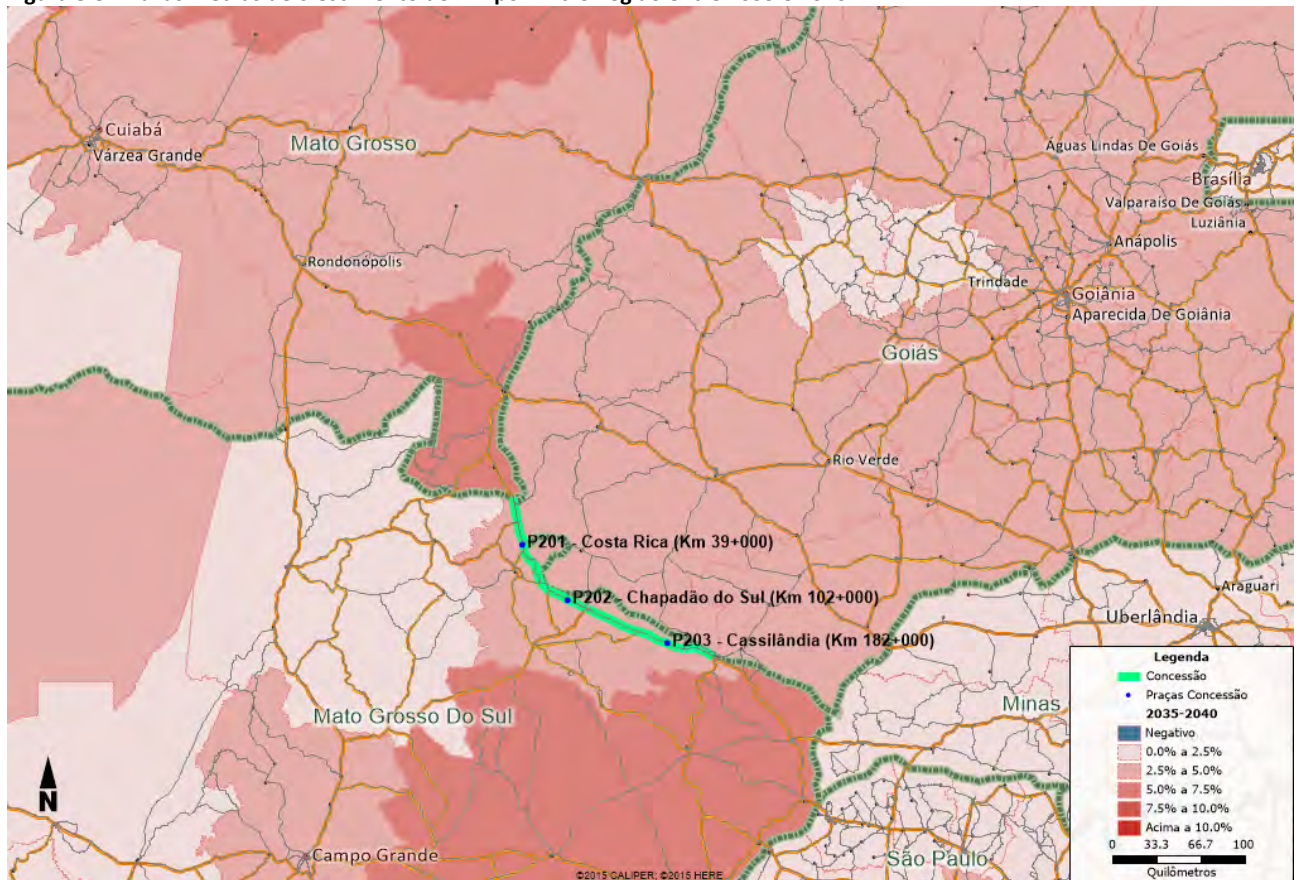 Cuiabá
Várzea Grande
Mato Grosso
Águas Lindas De Goiás
Brasília
Valparaíso De Goiás
Luziânia
Anápolis
Rondonópolis
Trindade
Goiânia
Aparecida De Goiânia
Goiás
Rio Verde
P201 - Costa Rica (Km 39+000)
P202 - Chapadão do Sul (Km 102+000)
Araguari
Uberlândia
P203 - Cassilândia (Km 182+000)
Minas
Mato Grosso Do Sul
N
Campo Grande
São Paulo
©2015 CALIPER; ©2015 HERE
Legenda
Concessão
Praças Concessão
2035-2040
Negativo
0.0% a 2.5%
2.5% a 5.0%
5.0% a 7.5%
7.5% a 10.0%
Acima a 10.0%
0 33.3 66.7 100
Quilômetros